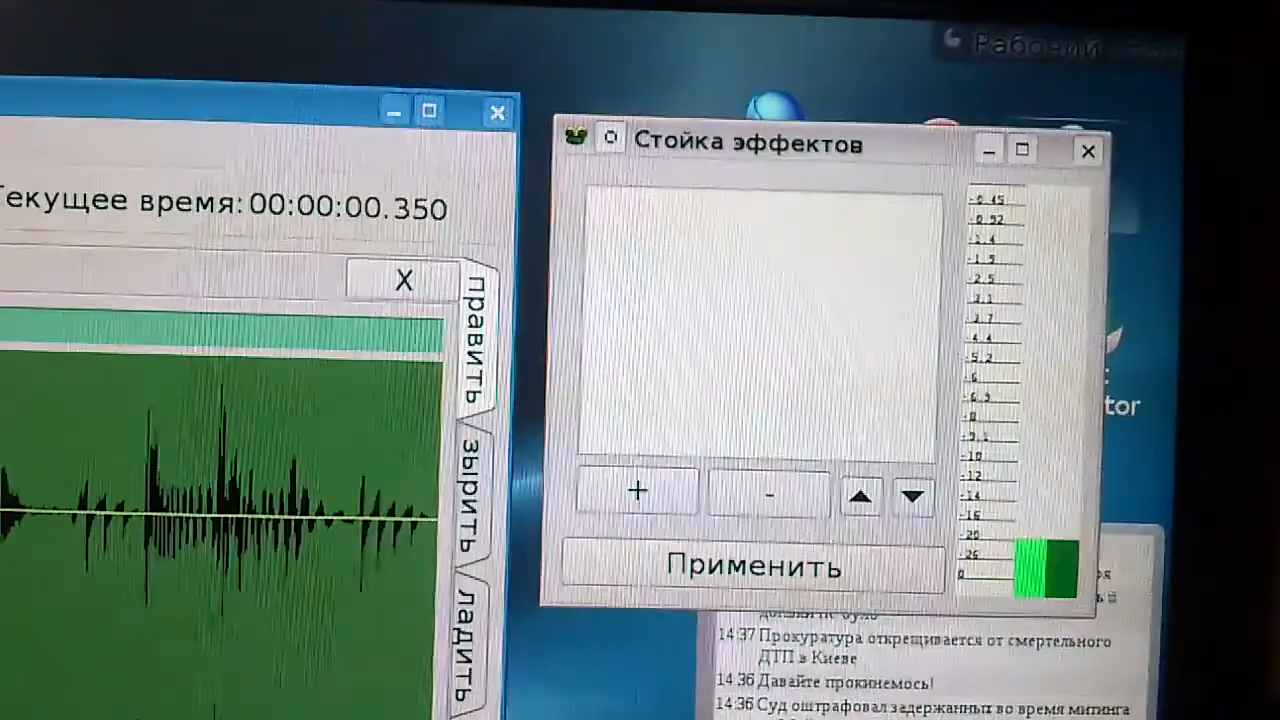 Рабочий
Текущее время: 00:00:00.350
X
править
зырить
ладить
Стойка эффектов
-0.45
-0.92
-1.4
-1.9
-2.5
-3.1
-3.7
-4.4
-5.2
-6
-6.9
-8
-9.1
-10
-12
-14
-16
-20
-26
0
+
-
Применить
tor
14:37 Прокуратура открещивается от смертельного
ДТП в Киеве
14:36 Давайте прокинемось!
14:36 Суд оштрафовал задержанных во время митинга